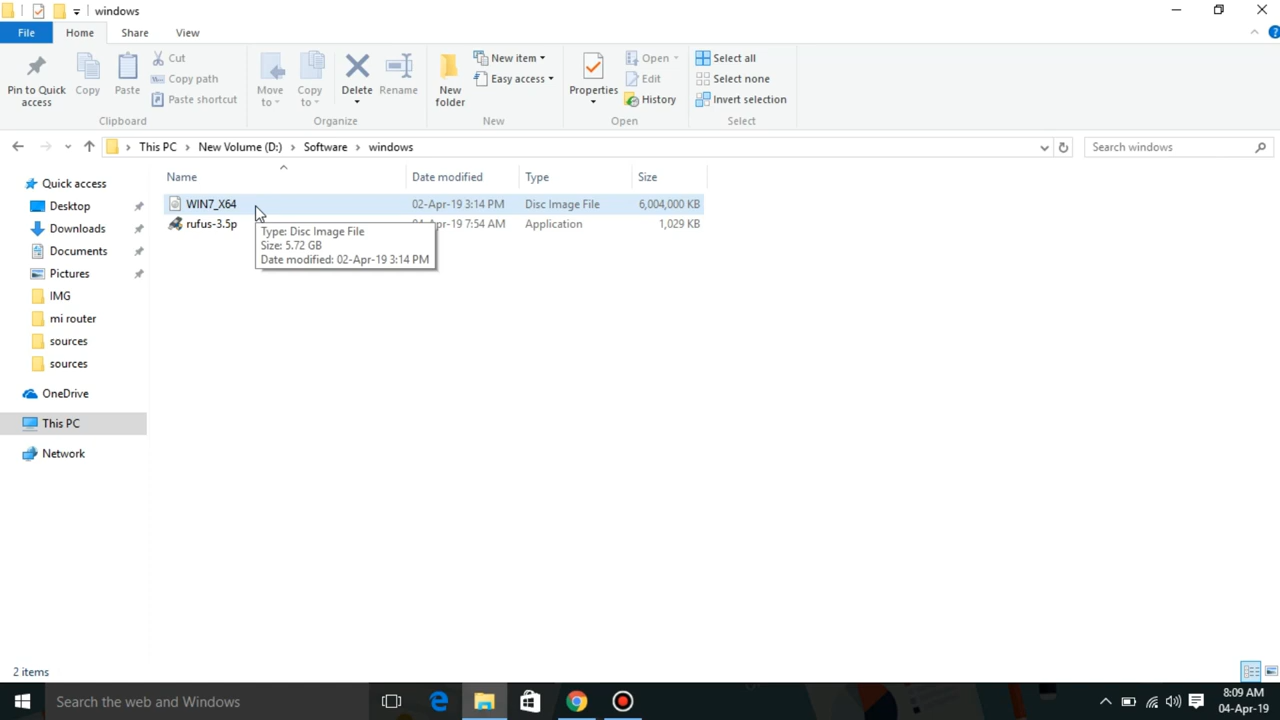 windows
File
Home
Share
View
Pin to Quick access
Copy
Paste
Cut
Copy path
Paste shortcut
Clipboard
Move to
Copy to
Delete
Rename
Organize
New folder
New item
Easy access
New
Properties
Open
Edit
History
Open
Select all
Select none
Invert selection
Select
This PC > New Volume (D:) > Software > windows
Search windows
Name
Date modified
Type
Size
WIN7_X64 02-Apr-19 3:14 PM Disc Image File 6,004,000 KB
rufus-3.5p -Apr-19 7:54 AM Application 1,029 KB
Type: Disc Image File
Size: 5.72 GB
Date modified: 02-Apr-19 3:14 PM
Quick access
Desktop
Downloads
Documents
Pictures
IMG
mi router
sources
sources
OneDrive
This PC
Network
2 items
Search the web and Windows
8:09 AM
04-Apr-19